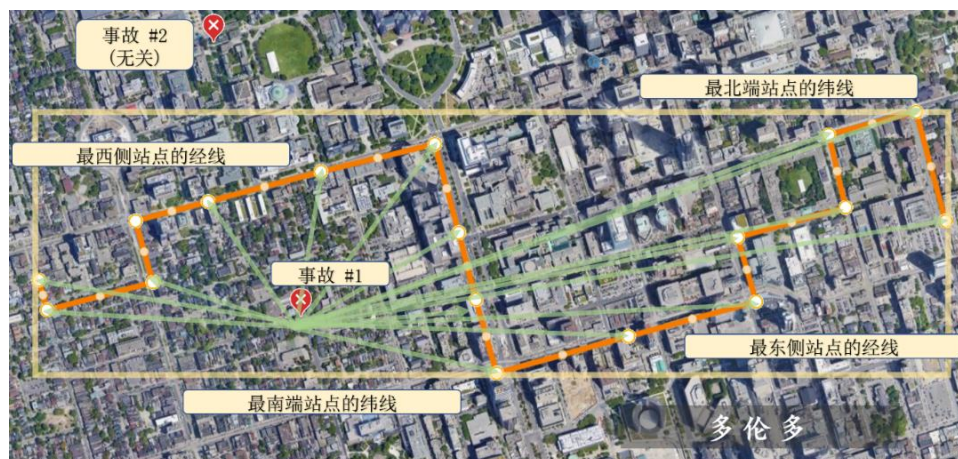 事故 #2
(无关)
最北端站点的纬线
最西侧站点的经线
事故 #1
最东侧站点的经线
最南端站点的纬线
多伦多